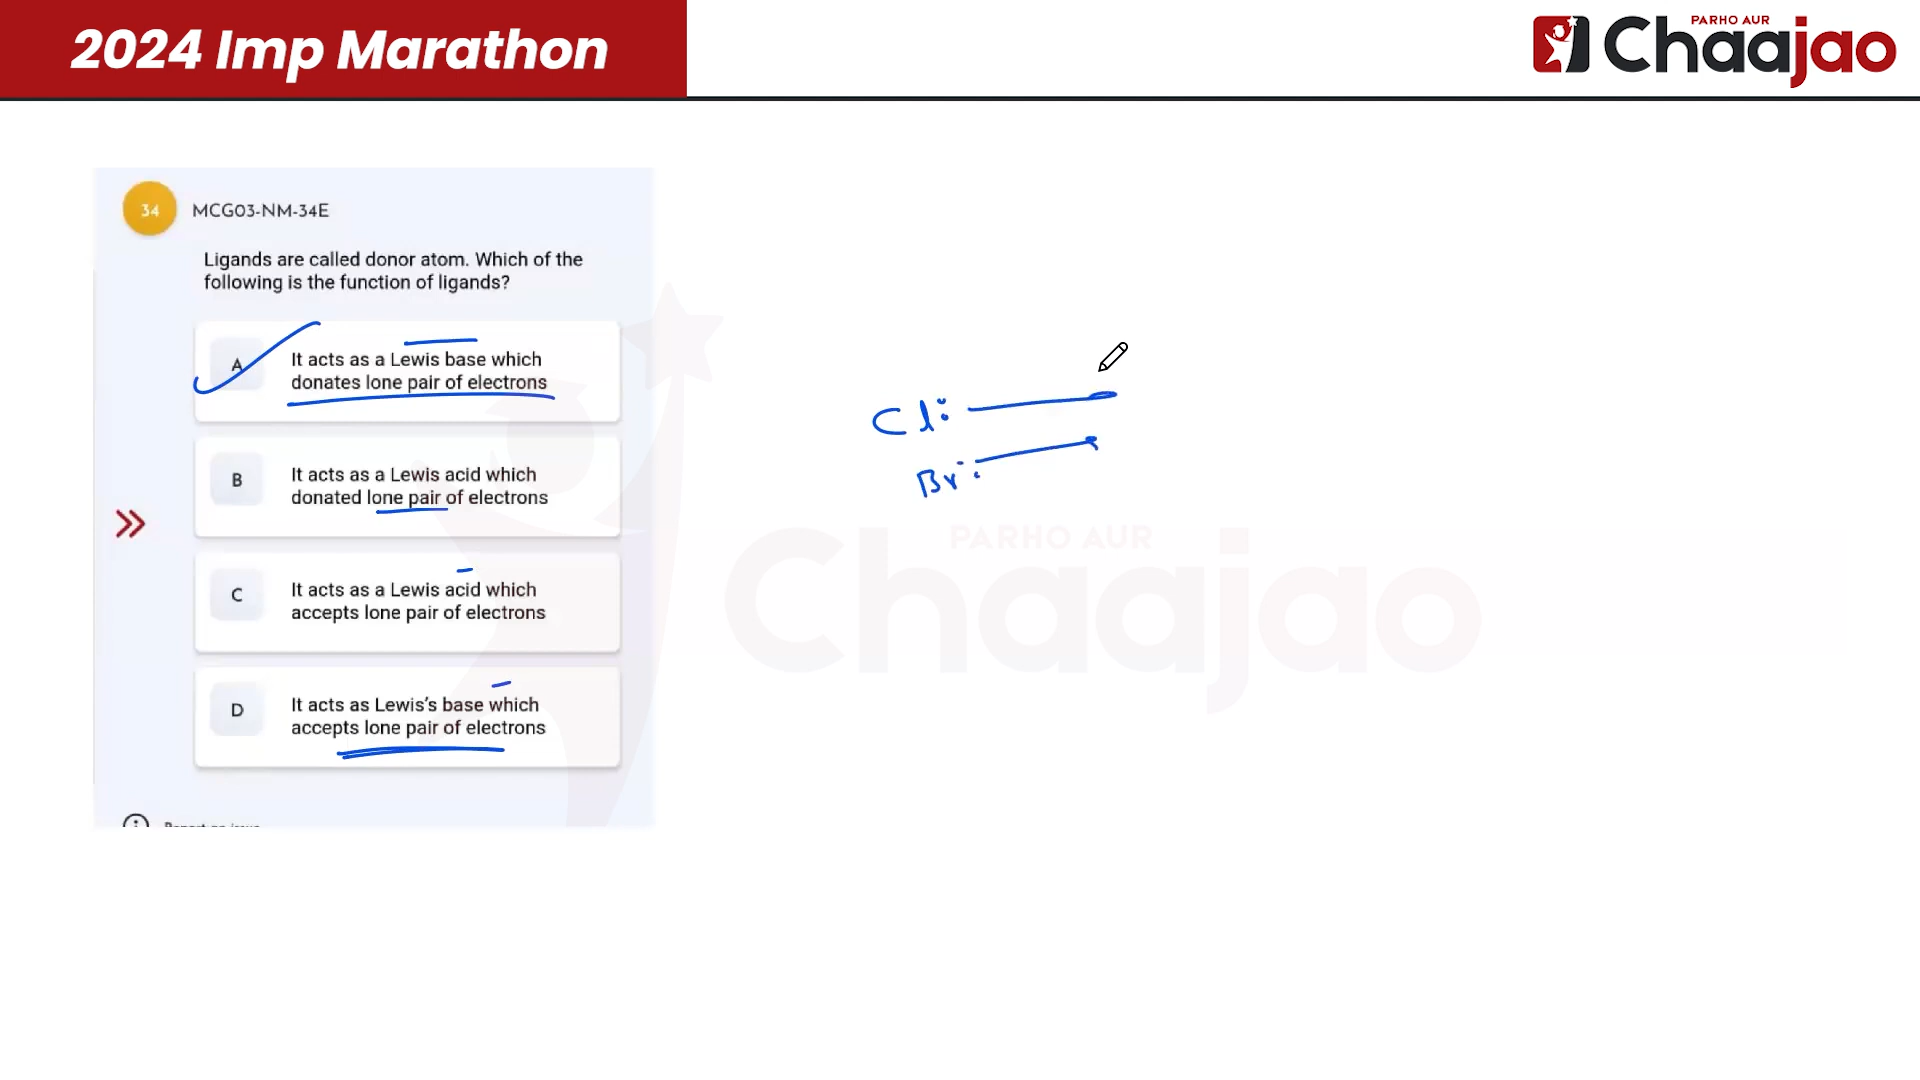 2024 Imp Marathon
PARHO AUR
Chaajao
34
MCG03-NM-34E
Ligands are called donor atom. Which of the
following is the function of ligands?
A
It acts as a Lewis base which
donates lone pair of electrons
B
It acts as a Lewis acid which
donated lone pair of electrons
C
It acts as a Lewis acid which
accepts lone pair of electrons
D
It acts as Lewis’s base which
accepts lone pair of electrons
Cl:
Br:
PARHO AUR
Chaajao